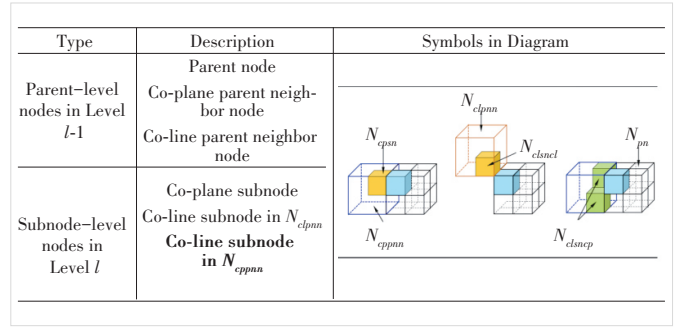 Type Description Symbols in Diagram
Parent-level
nodes in Level
l-1
Parent node
Co-plane parent neigh-
bor node
Co-line parent neighbor
node
Subnode-level
nodes in
Level l
Co-plane subnode
Co-line subnode in N_clpnn
Co-line subnode
in N_cppnn
N_cpsn
N_cppnn
N_clpnn
N_clsncl
N_pn
N_clsncp